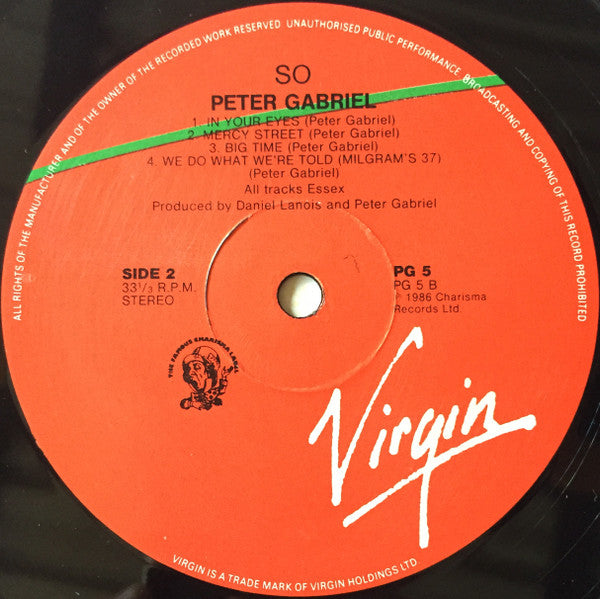 ALL RIGHTS OF THE MANUFACTURER AND OF THE OWNER OF THE RECORDED WORK RESERVED UNAUTHORISED PUBLIC PERFORMANCE BROADCASTING AND COPYING OF THIS RECORD PROHIBITED
SO
PETER GABRIEL
1. IN YOUR EYES (Peter Gabriel)
2. MERCY STREET (Peter Gabriel)
3. BIG TIME (Peter Gabriel)
4. WE DO WHAT WE'RE TOLD (MILGRAM'S 37)
(Peter Gabriel)
All tracks Essex
Produced by Daniel Lanois and Peter Gabriel
SIDE 2
33⅓ R.P.M.
STEREO
PG 5
PG 5 B
℗ 1986 Charisma
Records Ltd.
THE FAMOUS CHARISMA LABEL
Virgin
VIRGIN IS A TRADE MARK OF VIRGIN HOLDINGS LTD